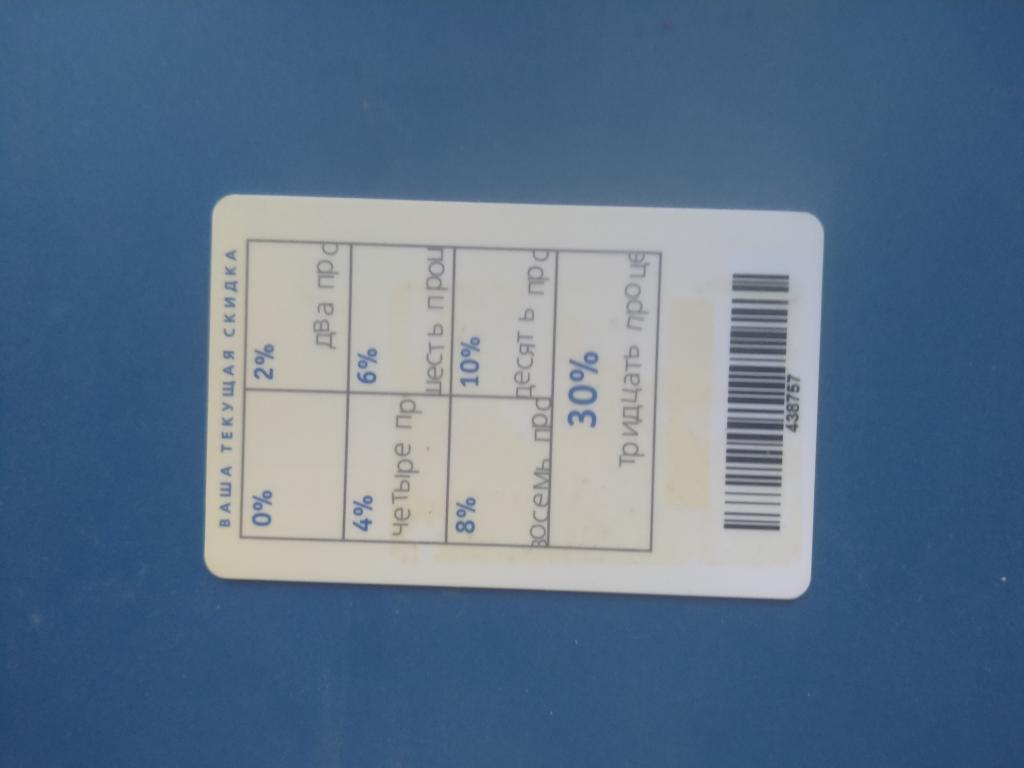 ВАША ТЕКУЩАЯ СКИДКА
0%
2%
два про
4%
четыре пр
6%
шесть проц
8%
восемь про
10%
десять про
30%
Тридцать проце
438757